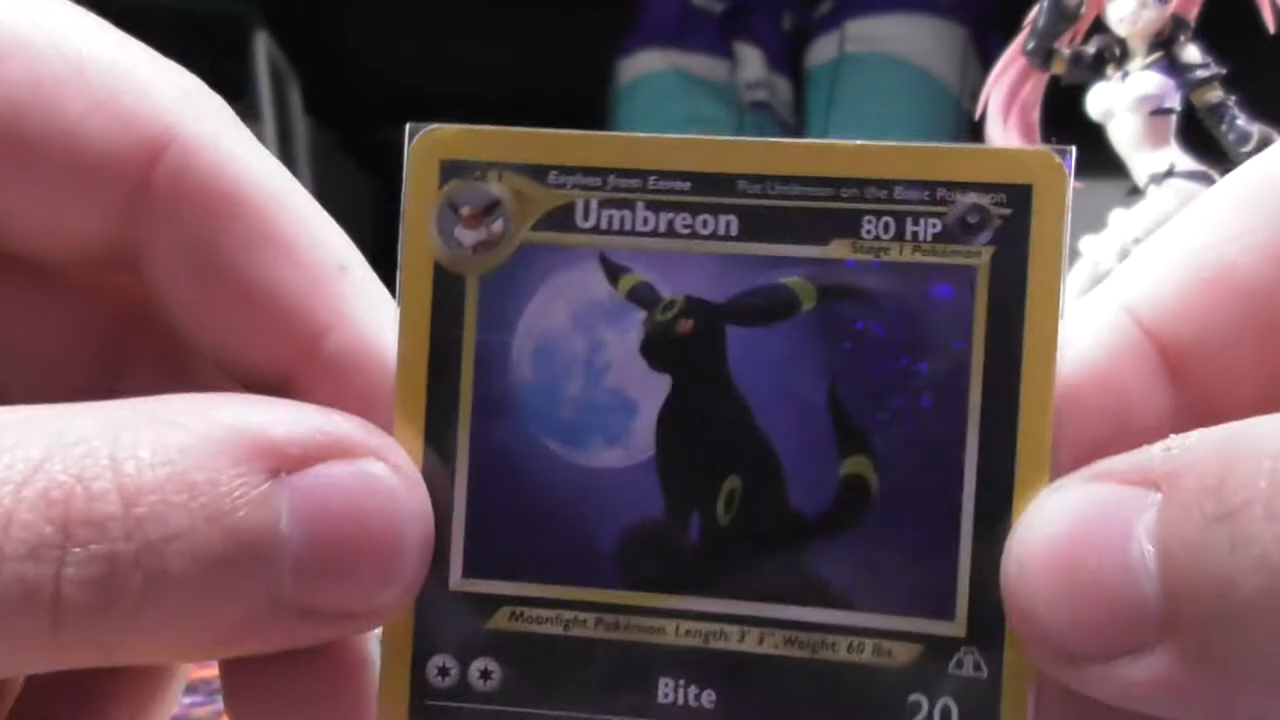 Evolves from Eevee Put Umbreon on the Basic Pokémon
Umbreon 80 HP
Stage 1 Pokémon
Moonlight Pokémon. Length: 3' 3", Weight: 60 lbs.
Bite 20